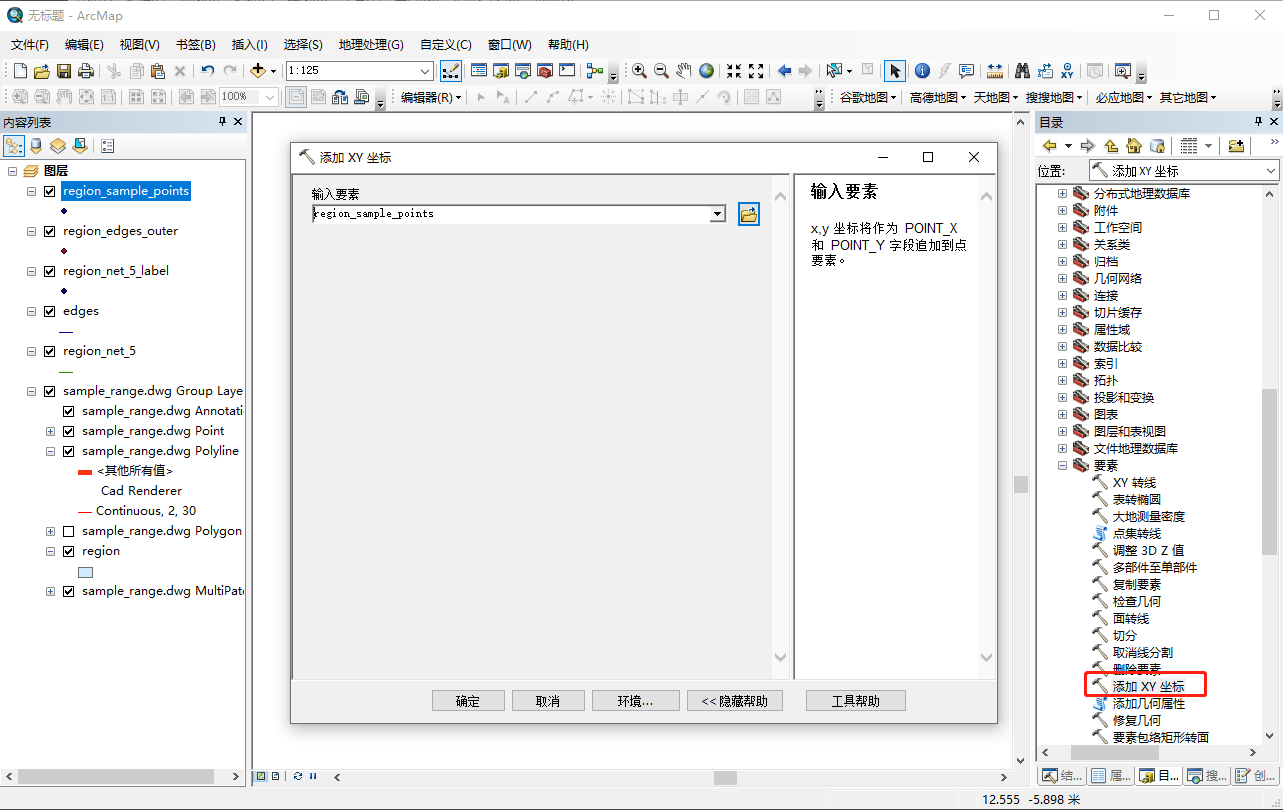 无标题 - ArcMap
文件(F) 编辑(E) 视图(V) 书签(B) 插入(I) 选择(S) 地理处理(G) 自定义(C) 窗口(W) 帮助(H)
1:125
100% 编辑器(R) 谷歌地图 高德地图 天地图 搜搜地图 必应地图 其它地图
内容列表
图层
region_sample_points
region_edges_outer
region_net_5_label
edges
region_net_5
sample_range.dwg Group Laye
sample_range.dwg Annotati
sample_range.dwg Point
sample_range.dwg Polyline
<其他所有值>
Cad Renderer
Continuous, 2, 30
sample_range.dwg Polygon
region
sample_range.dwg MultiPat
添加 XY 坐标
输入要素
region_sample_points
输入要素
x,y 坐标将作为 POINT_X
和 POINT_Y 字段追加到点
要素。
确定 取消 环境... << 隐藏帮助 工具帮助
目录
位置: 添加 XY 坐标
分布式地理数据库
附件
工作空间
关系类
归档
几何网络
连接
切片缓存
属性域
数据比较
索引
拓扑
投影和变换
图表
图层和表视图
文件地理数据库
要素
XY 转线
表转椭圆
大地测量密度
点集转线
调整 3D Z 值
多部件至单部件
复制要素
检查几何
面转线
切分
取消线分割
删除要素
添加 XY 坐标
添加几何属性
修复几何
要素包络矩形转面
结... 属... 目... 搜... 创...
12.555 -5.898 米